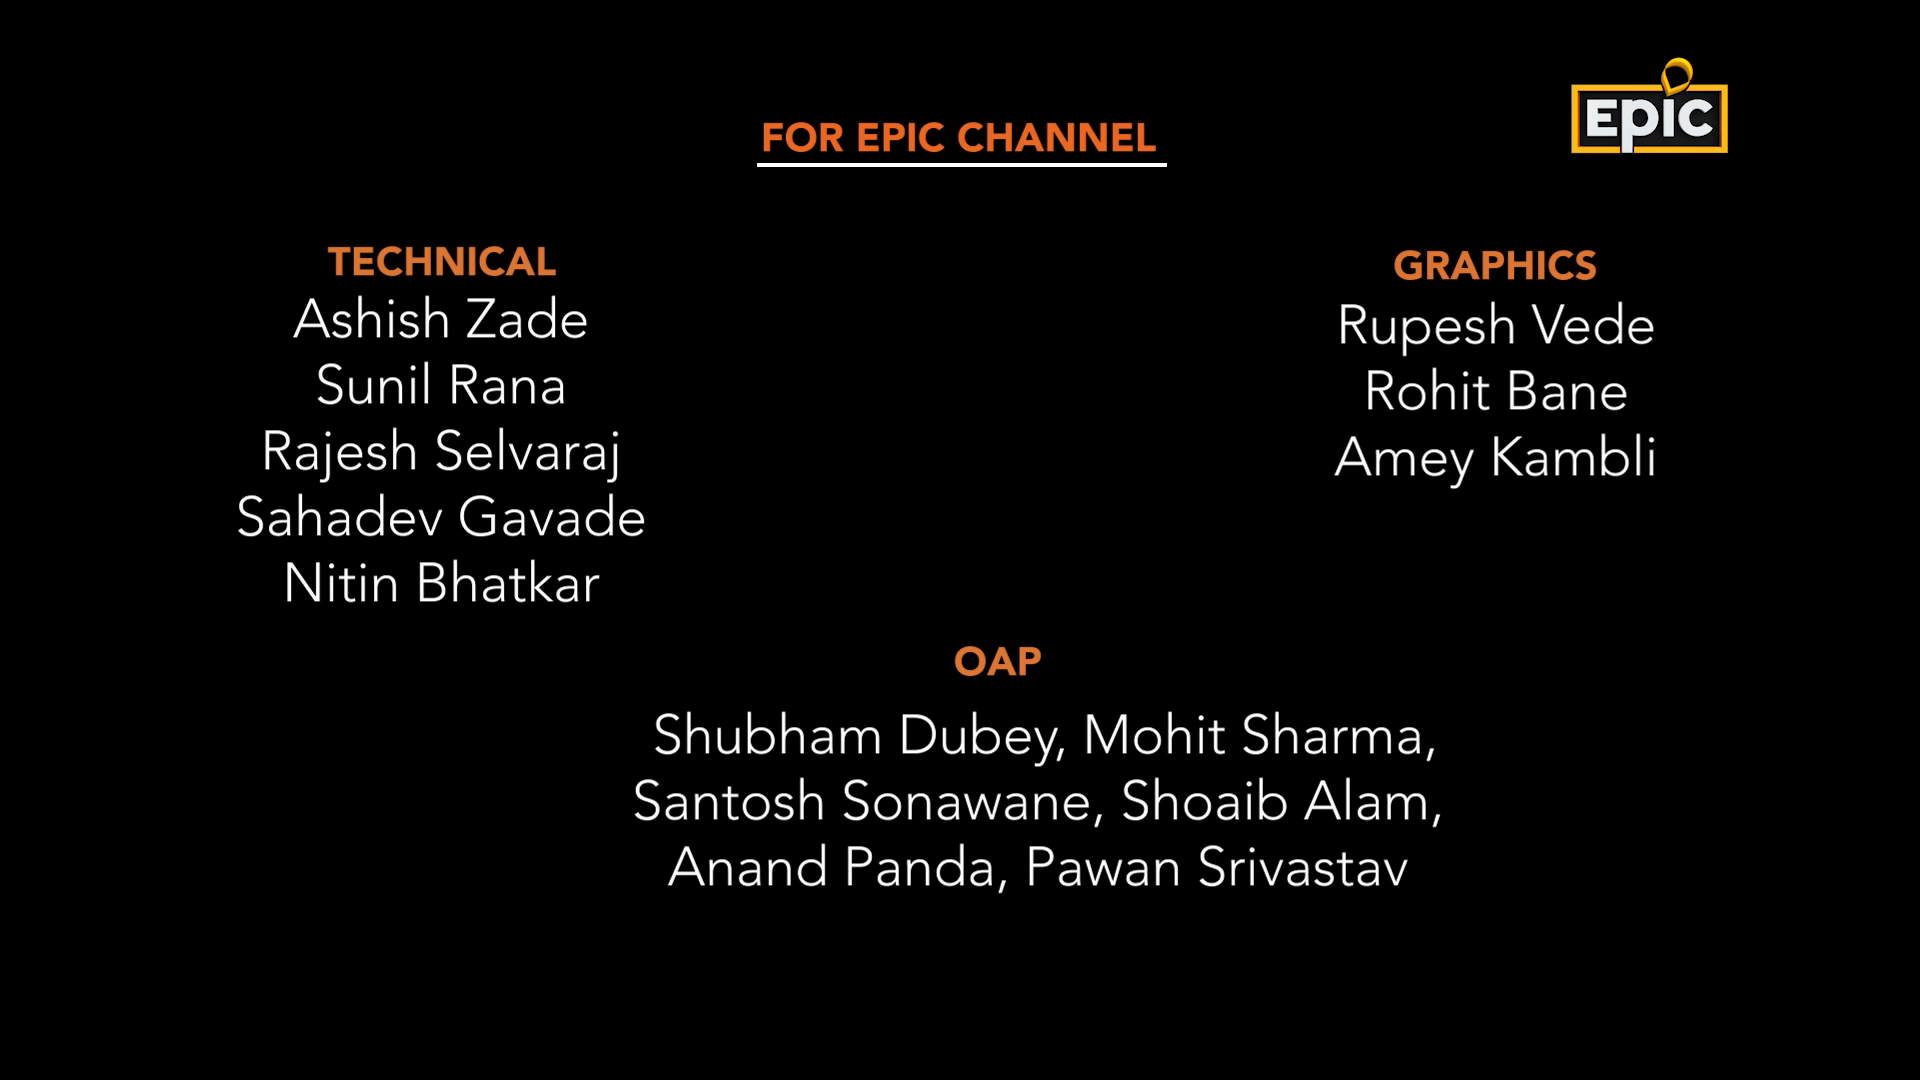 FOR EPIC CHANNEL
EPIC
TECHNICAL
Ashish Zade
Sunil Rana
Rajesh Selvaraj
Sahadev Gavade
Nitin Bhatkar
GRAPHICS
Rupesh Vede
Rohit Bane
Amey Kambli
OAP
Shubham Dubey, Mohit Sharma,
Santosh Sonawane, Shoaib Alam,
Anand Panda, Pawan Srivastav